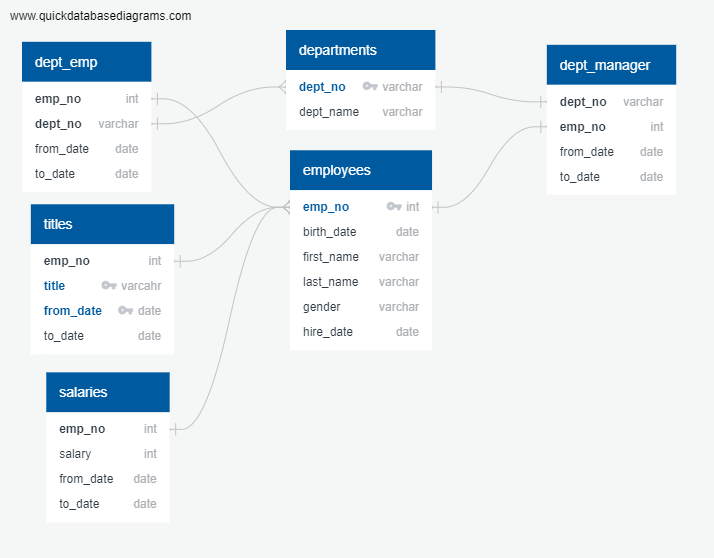 www.quickdatabasediagrams.com
dept_emp
emp_no int
dept_no varchar
from_date date
to_date date
departments
dept_no varchar
dept_name varchar
dept_manager
dept_no varchar
emp_no int
from_date date
to_date date
employees
emp_no int
birth_date date
first_name varchar
last_name varchar
gender varchar
hire_date date
titles
emp_no int
title varcahr
from_date date
to_date date
salaries
emp_no int
salary int
from_date date
to_date date